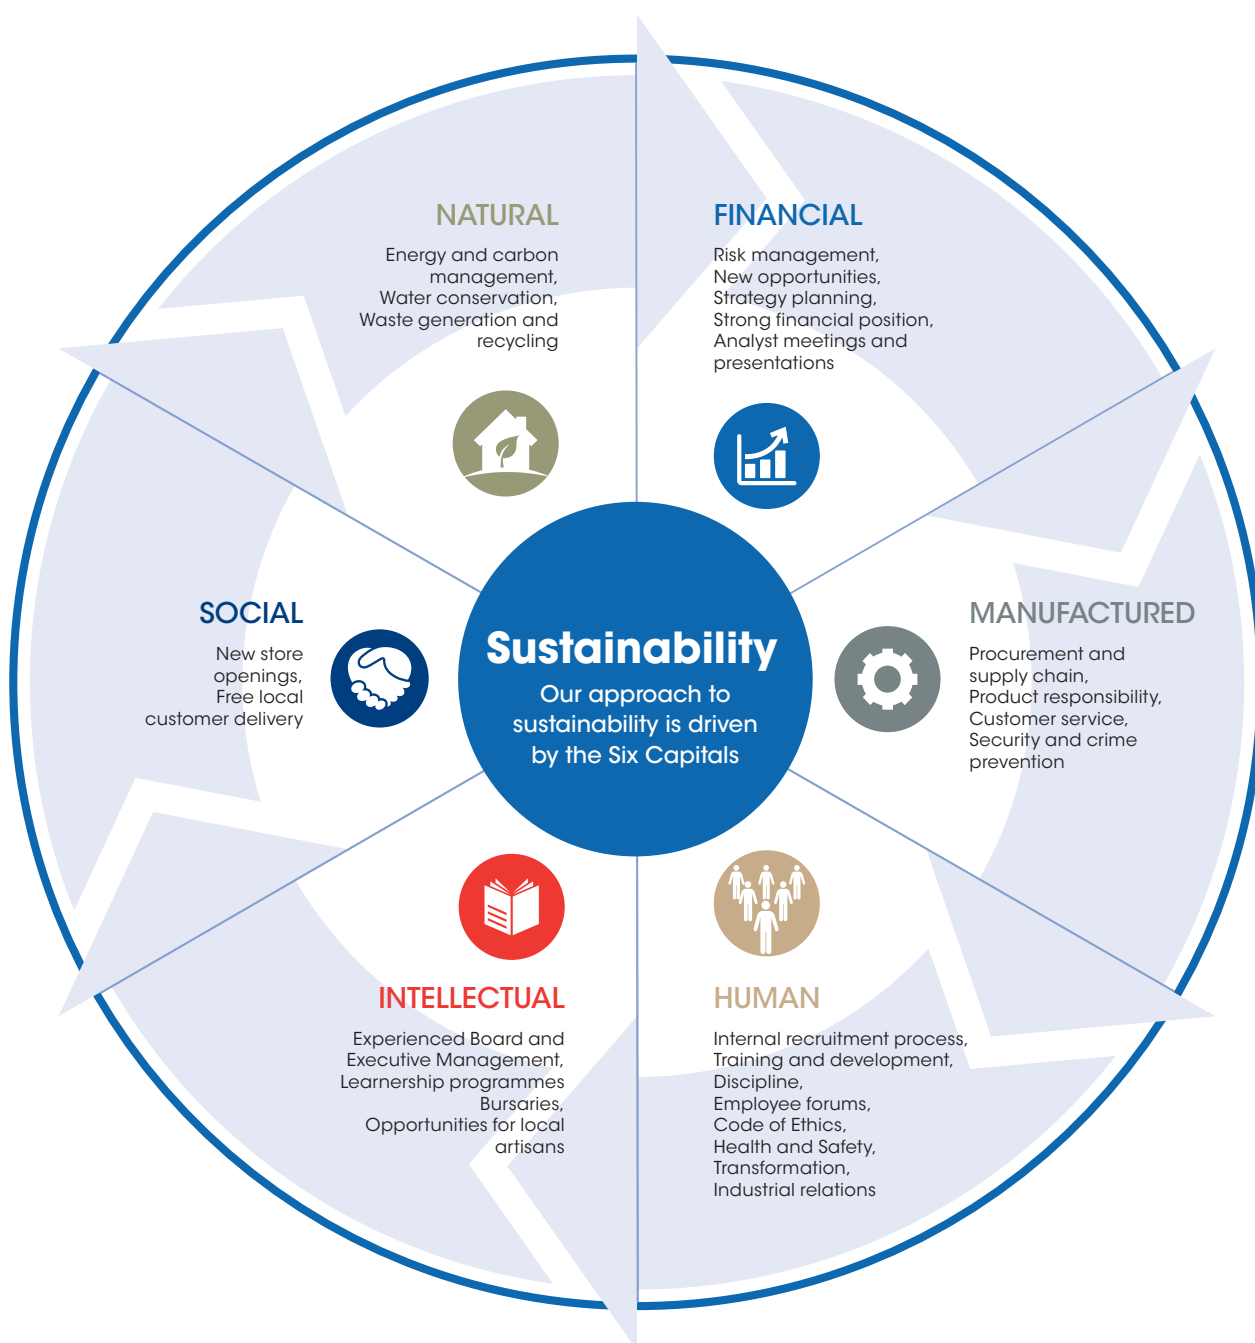 NATURAL
Energy and carbon
management,
Water conservation,
Waste generation and
recycling
FINANCIAL
Risk management,
New opportunities,
Strategy planning,
Strong financial position,
Analyst meetings and
presentations
SOCIAL
New store
openings,
Free local
customer delivery
Sustainability
Our approach to
sustainability is driven
by the Six Capitals
MANUFACTURED
Procurement and
supply chain,
Product responsibility,
Customer service,
Security and crime
prevention
INTELLECTUAL
Experienced Board and
Executive Management,
Learnership programmes
Bursaries,
Opportunities for local
artisans
HUMAN
Internal recruitment process,
Training and development,
Discipline,
Employee forums,
Code of Ethics,
Health and Safety,
Transformation,
Industrial relations